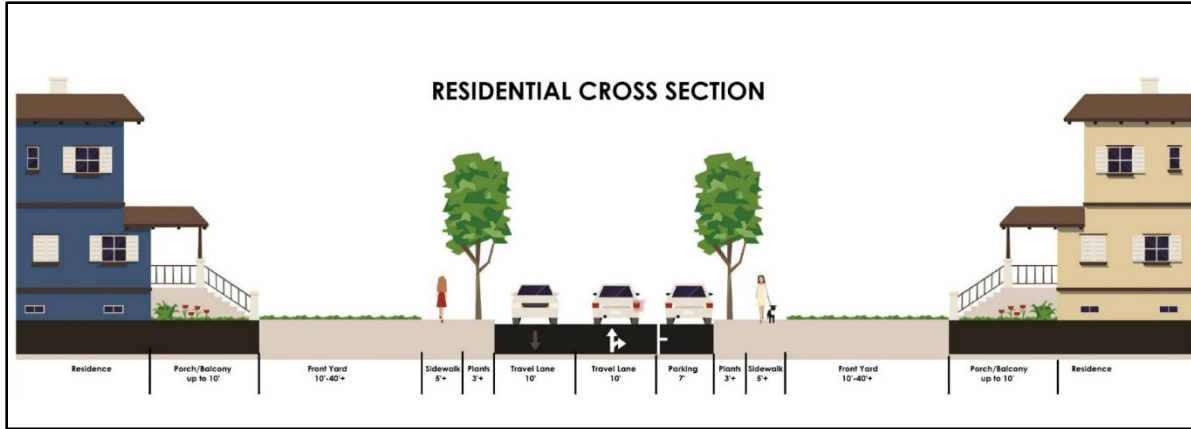 RESIDENTIAL CROSS SECTION
Residence
Porch/Balcony
up to 10'
Front Yard
10'-40'+
Sidewalk
5'+
Plants
3'+
Travel Lane
10'
Travel Lane
10'
Parking
7'
Plants
3'+
Sidewalk
5'+
Front Yard
10'-40'+
Porch/Balcony
up to 10'
Residence